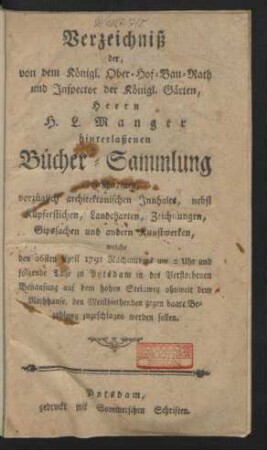 Verzeichniß
der,
von dem Königl. Ober-Hof-Bau-Rath
und Inspector der Königl. Gärten,
Herrn
H. L. Manger
hinterlaßenen
Bücher-Sammlung
vorzüglich architektonischen Innhalts, nebst
Kupferstichen, Landcharten, Zeichnungen,
Gipssachen und andern Kunstwerken,
welche
den 26sten April 1791 Nachmittags um 2 Uhr und
folgende Tage zu Potsdam in des Verstorbenen
Behausung auf dem hohen Steinweg ohnweit dem
Rathhause, den Meistbiethenden gegen baare Be-
zahlung zugeschlagen werden sollen.
Potsdam,
gedruckt mit Sommerschen Schriften.